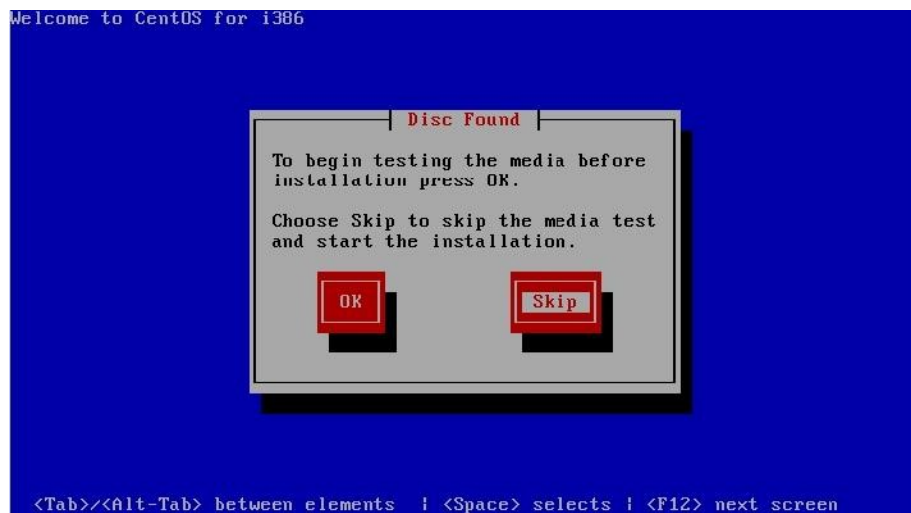 Welcome to CentOS for i386
Disc Found
To begin testing the media before
installation press OK.
Choose Skip to skip the media test
and start the installation.
OK Skip
<Tab>/<Alt-Tab> between elements | <Space> selects | <F12> next screen